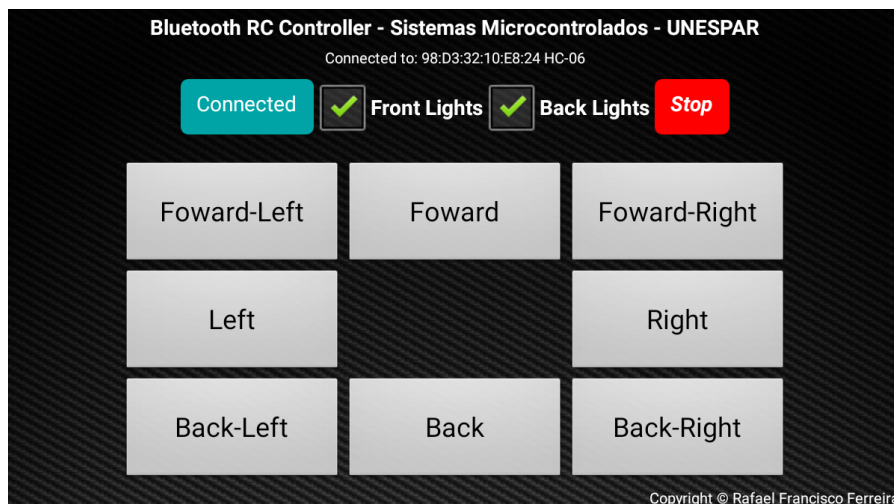 Bluetooth RC Controller - Sistemas Microcontrolados - UNESPAR
Connected to: 98:D3:32:10:E8:24 HC-06
Connected Front Lights Back Lights Stop
Foward-Left Foward Foward-Right
Left Right
Back-Left Back Back-Right
Copyright © Rafael Francisco Ferreira